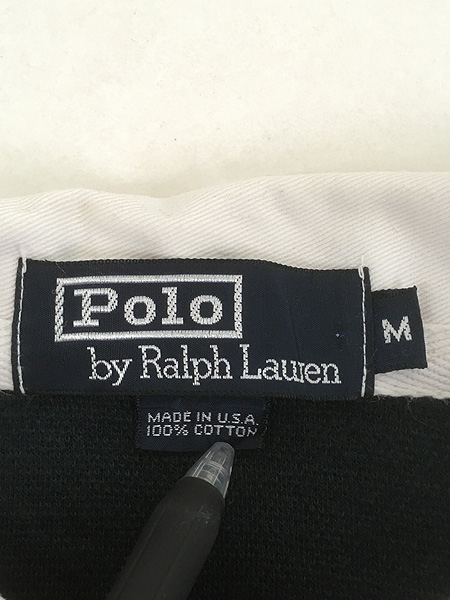 Polo
by Ralph Lauren
M
MADE IN U.S.A.
100% COTTON